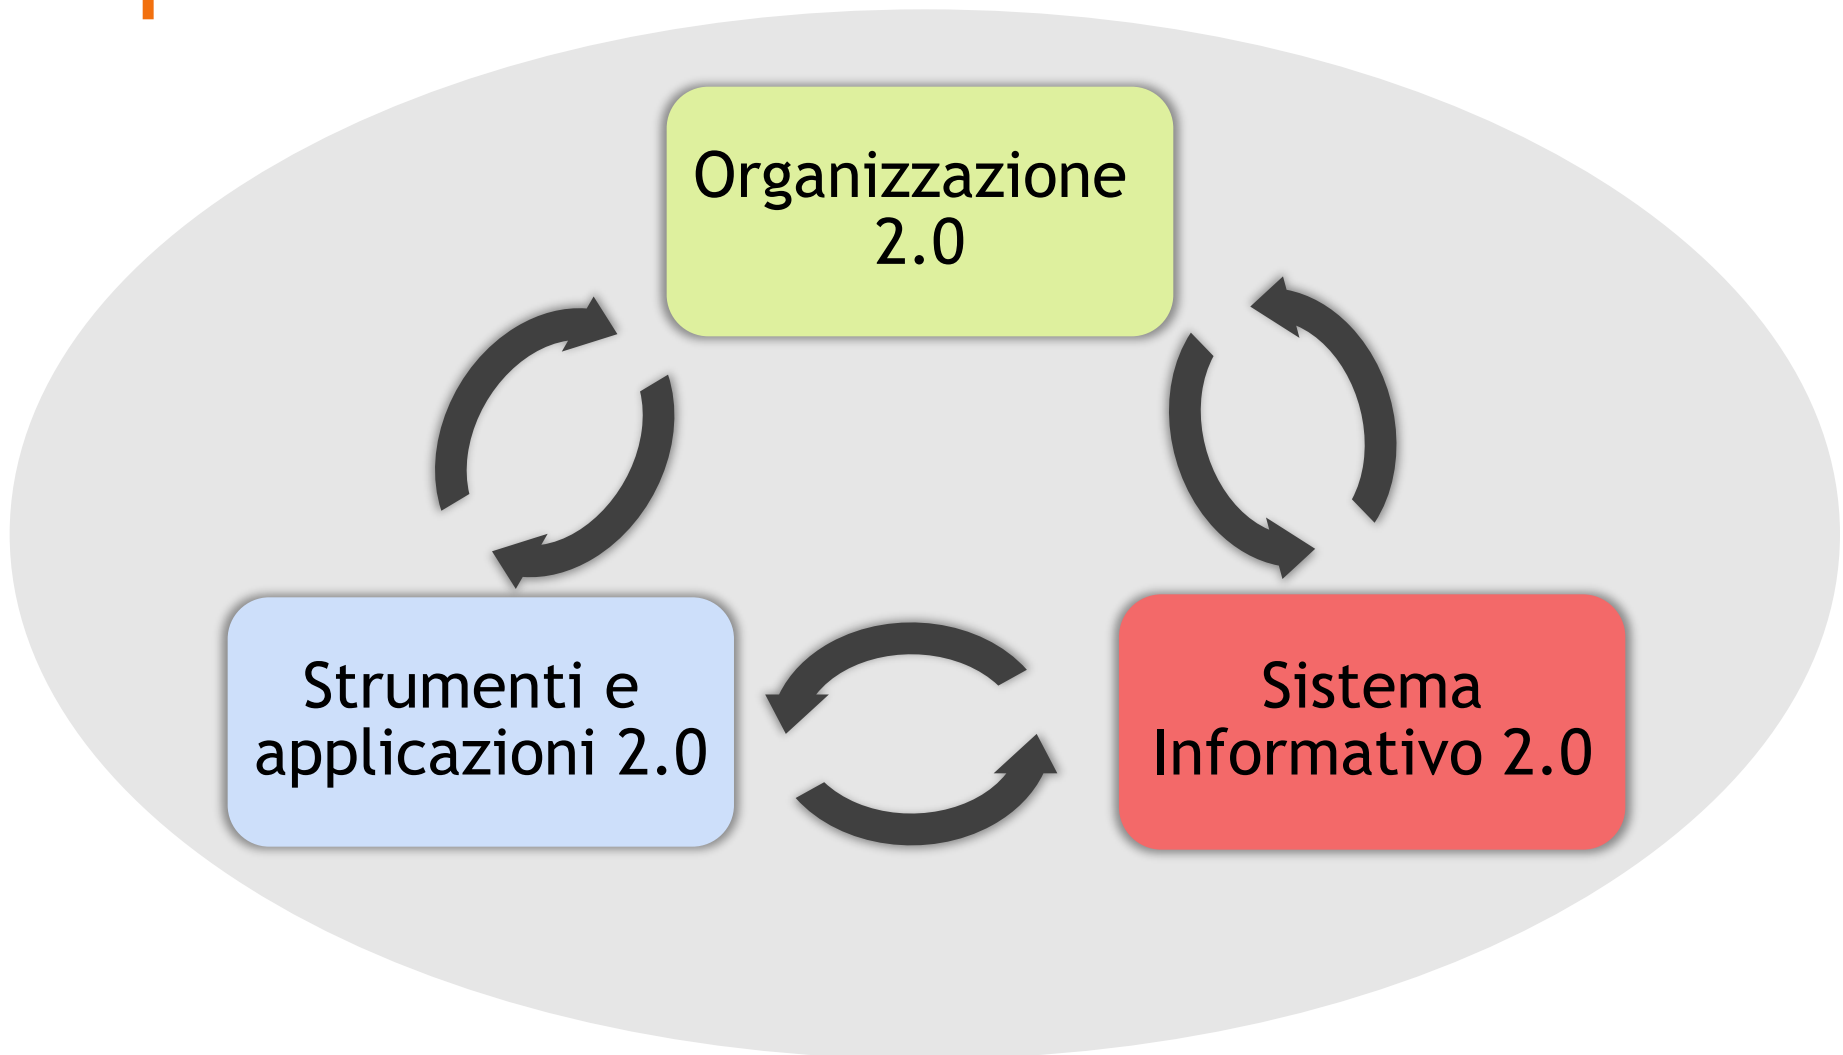 Organizzazione
2.0
Strumenti e
applicazioni 2.0
Sistema
Informativo 2.0